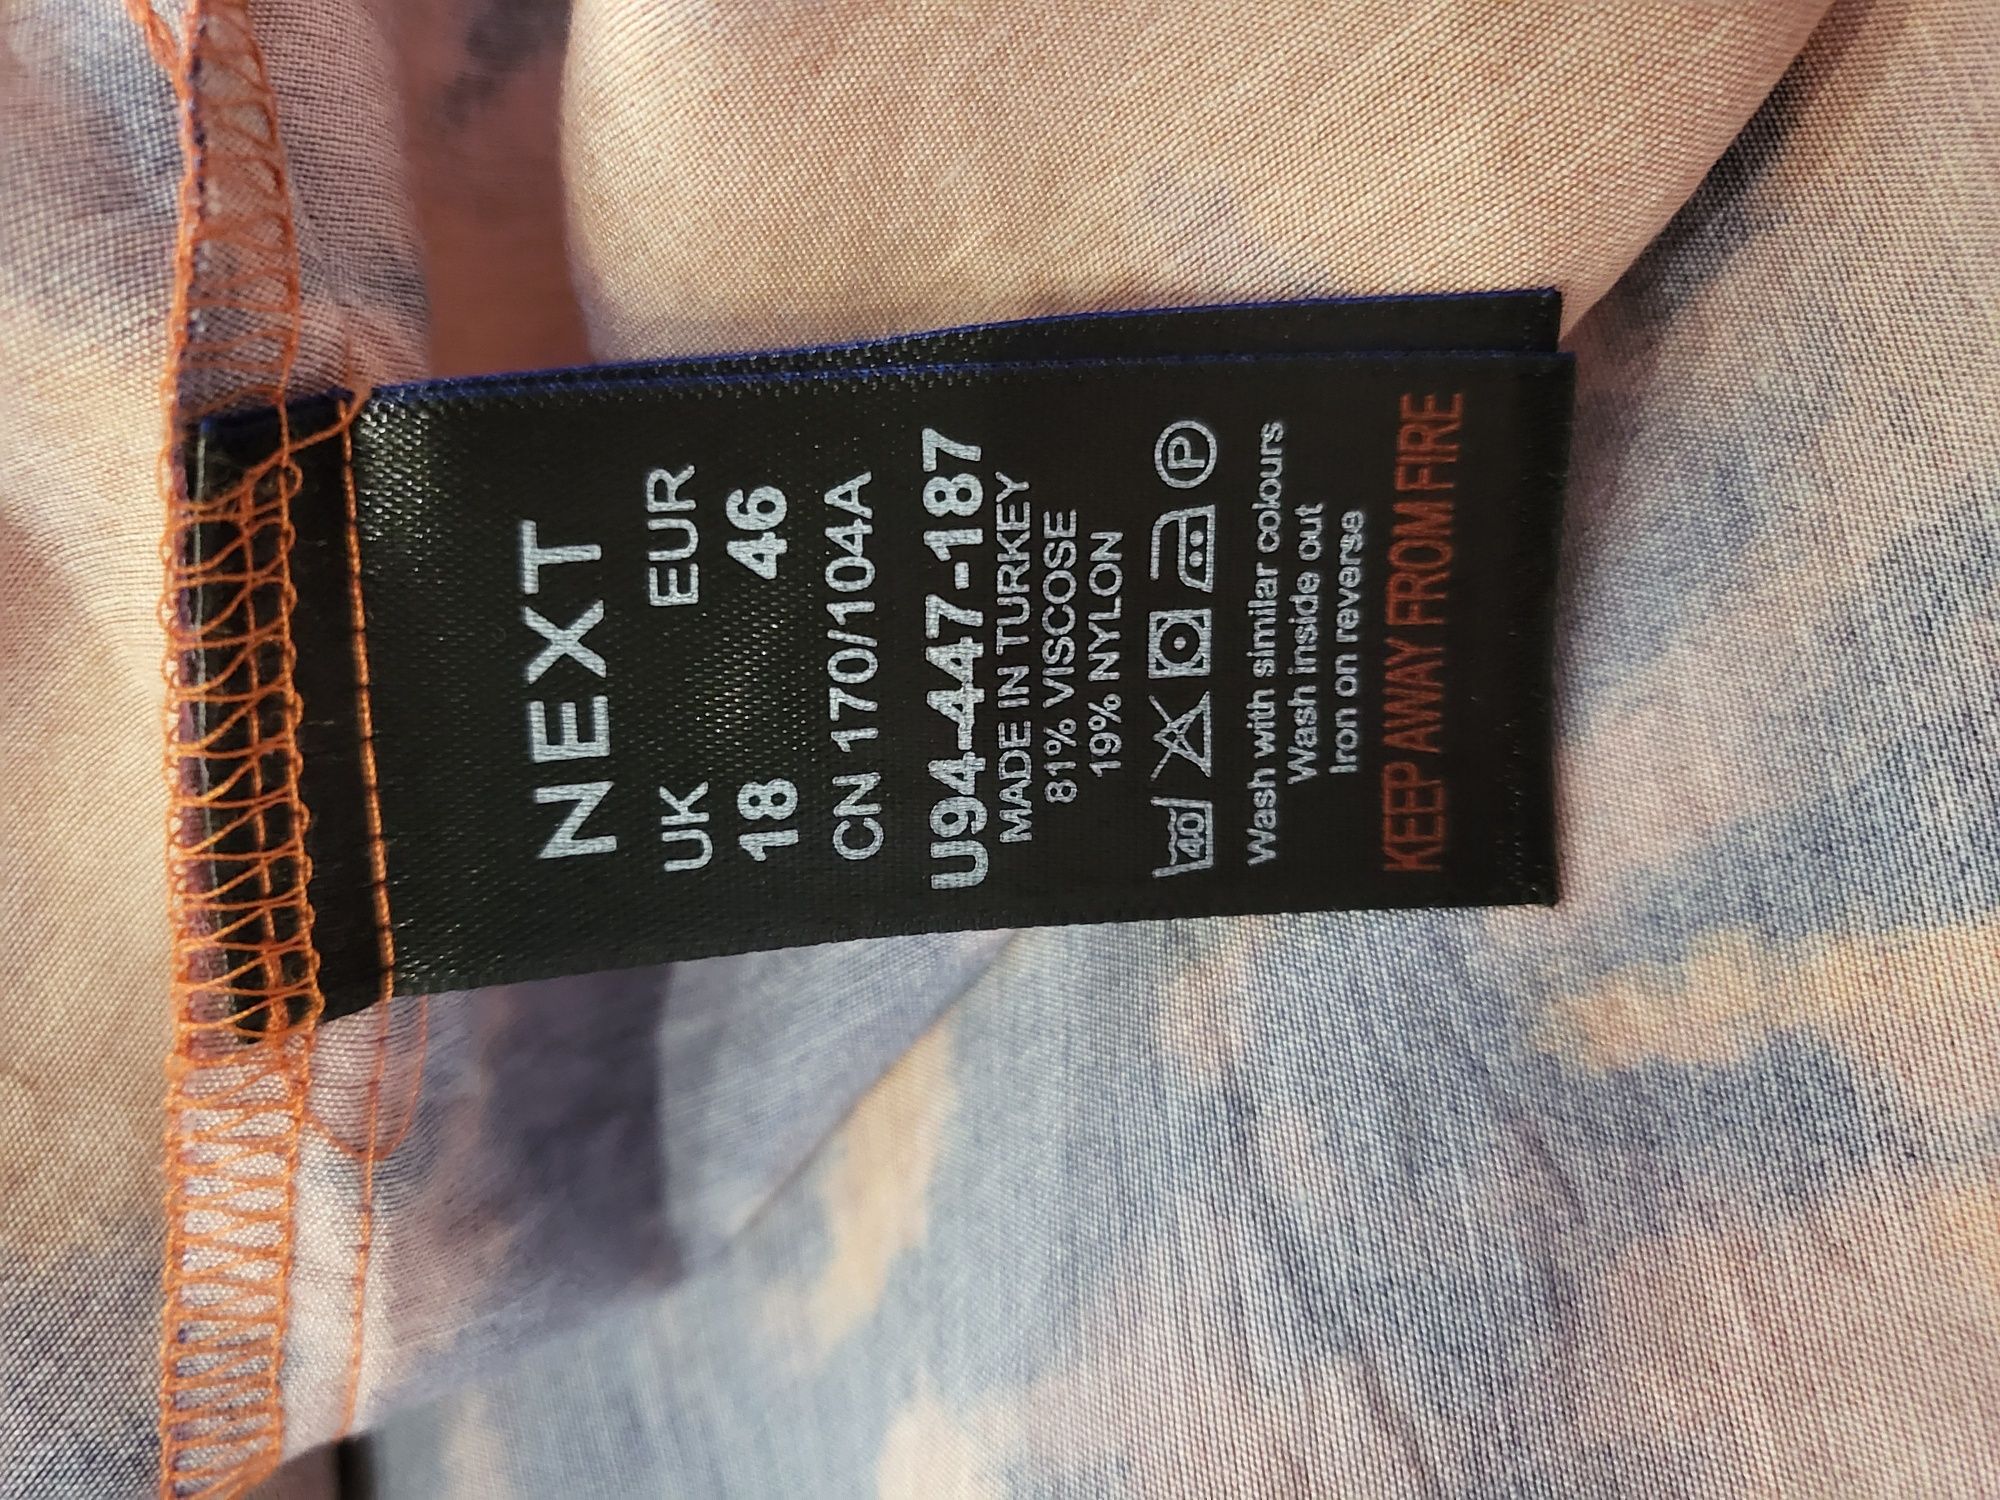 NEXT
UK EUR
18 46
CN 170/104A
U94-447-187
MADE IN TURKEY
81% VISCOSE
19% NYLON
40 P
Wash with similar colours
Wash inside out
Iron on reverse
KEEP AWAY FROM FIRE